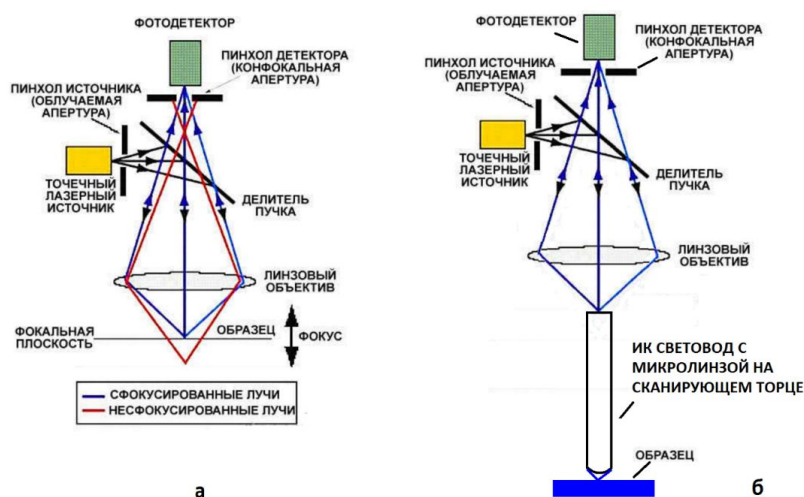 ФОТОДЕТЕКТОР
ПИНХОЛ ДЕТЕКТОРА
(КОНФОКАЛЬНАЯ
АПЕРТУРА)
ПИНХОЛ ИСТОЧНИКА
(ОБЛУЧАЕМАЯ
АПЕРТУРА)
ТОЧЕЧНЫЙ
ЛАЗЕРНЫЙ
ИСТОЧНИК
ДЕЛИТЕЛЬ
ПУЧКА
ЛИНЗОВЫЙ
ОБЪЕКТИВ
ФОКАЛЬНАЯ
ПЛОСКОСТЬ
ОБРАЗЕЦ
ФОКУС
СФОКУСИРОВАННЫЕ ЛУЧИ
НЕСФОКУСИРОВАННЫЕ ЛУЧИ
а
ФОТОДЕТЕКТОР
ПИНХОЛ ДЕТЕКТОРА
(КОНФОКАЛЬНАЯ
АПЕРТУРА)
ПИНХОЛ ИСТОЧНИКА
(ОБЛУЧАЕМАЯ
АПЕРТУРА)
ТОЧЕЧНЫЙ
ЛАЗЕРНЫЙ
ИСТОЧНИК
ДЕЛИТЕЛЬ
ПУЧКА
ЛИНЗОВЫЙ
ОБЪЕКТИВ
ИК СВЕТОВОД С
МИКРОЛИНЗОЙ НА
СКАНИРУЮЩЕМ ТОРЦЕ
ОБРАЗЕЦ
б